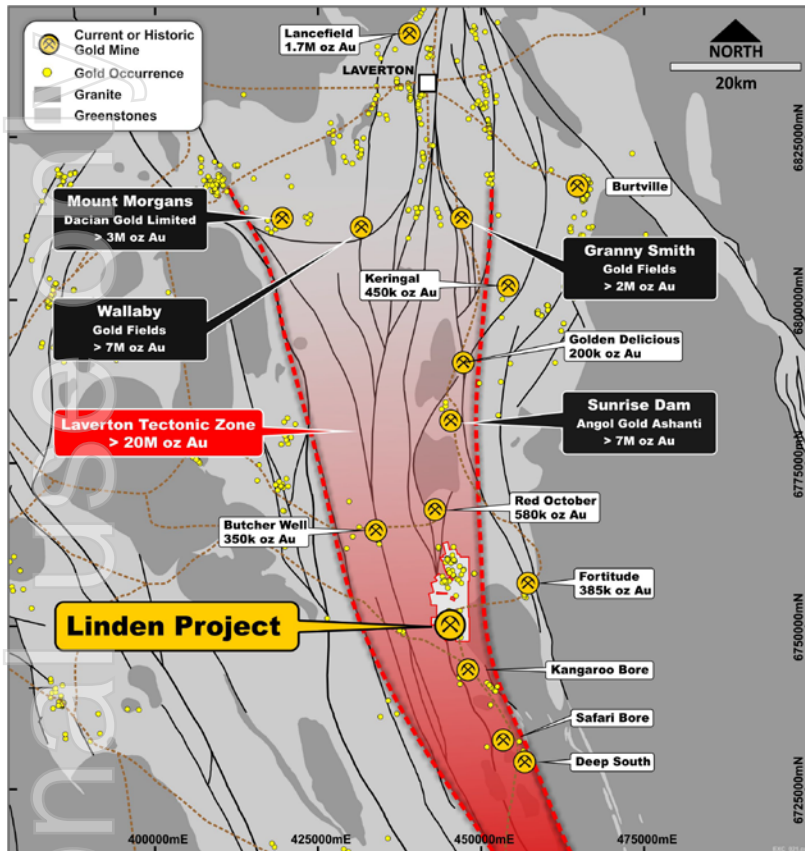 Current or Historic
Gold Mine
Gold Occurrence
Granite
Greenstones
Lancefield
1.7M oz Au
LAVERTON
NORTH
20km
6825000mN
Burtville
Mount Morgans
Dacian Gold Limited
> 3M oz Au
Granny Smith
Gold Fields
> 2M oz Au
Keringal
450k oz Au
Wallaby
Gold Fields
> 7M oz Au
6800000mN
Golden Delicious
200k oz Au
Laverton Tectonic Zone
> 20M oz Au
Sunrise Dam
Angol Gold Ashanti
> 7M oz Au
6775000mN
Red October
580k oz Au
Butcher Well
350k oz Au
Fortitude
385k oz Au
Linden Project
6750000mN
Kangaroo Bore
Safari Bore
Deep South
6725000mN
400000mE
425000mE
450000mE
475000mE
onal use only